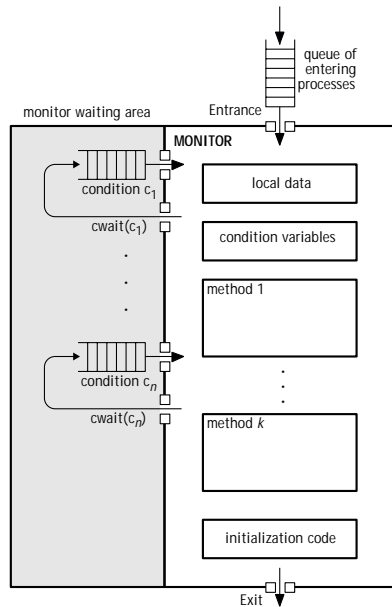 queue of
entering
processes
monitor waiting area
Entrance
MONITOR
condition c1
local data
cwait(c1)
condition variables
.
.
.
method 1
condition cn
.
.
.
cwait(cn)
method k
initialization code
Exit